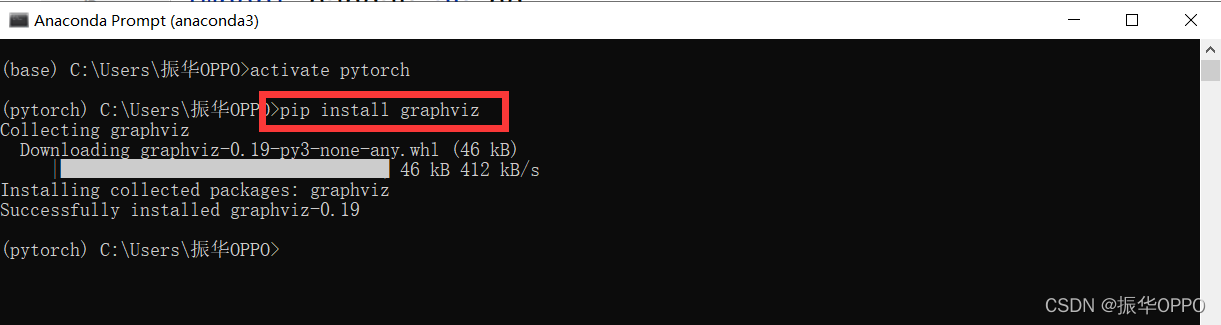 Anaconda Prompt (anaconda3)
(base) C:\Users\振华OPPO>activate pytorch
(pytorch) C:\Users\振华OPPO>pip install graphviz
Collecting graphviz
Downloading graphviz-0.19-py3-none-any.whl (46 kB)
46 kB 412 kB/s
Installing collected packages: graphviz
Successfully installed graphviz-0.19
(pytorch) C:\Users\振华OPPO>
CSDN @振华OPPO